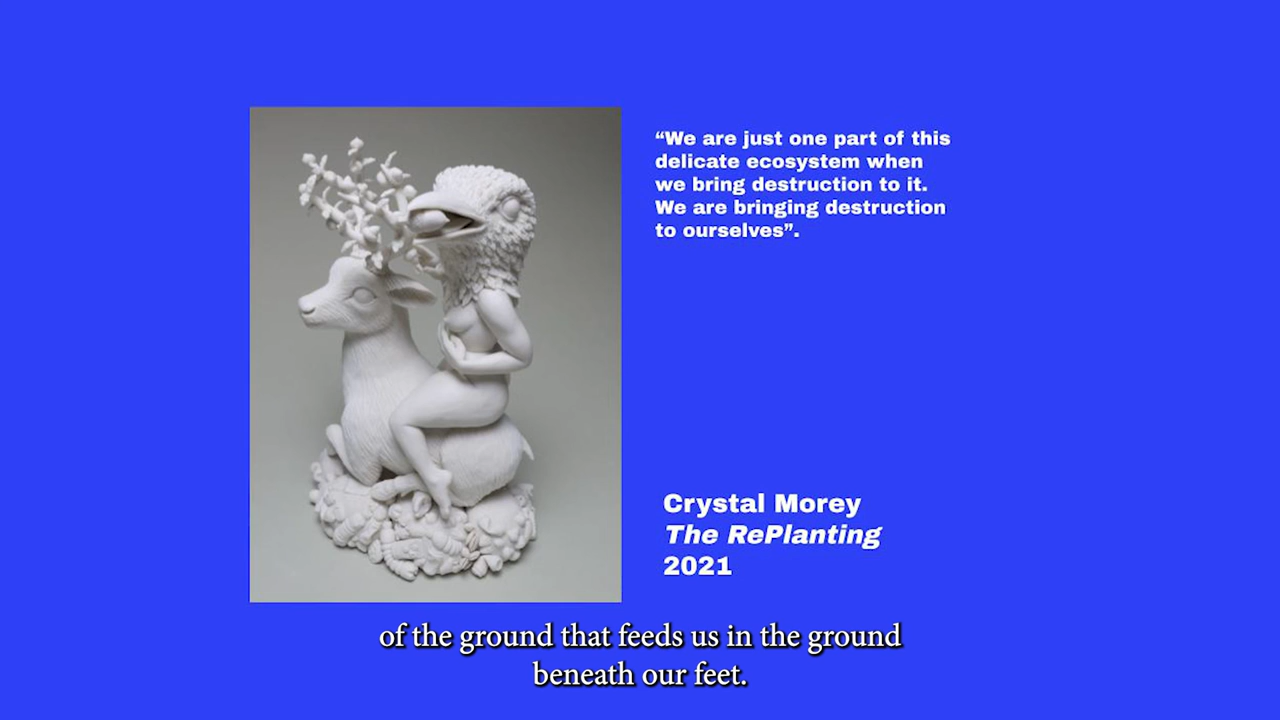 “We are just one part of this
delicate ecosystem when
we bring destruction to it.
We are bringing destruction
to ourselves”.
Crystal Morey
The RePlanting
2021
of the ground that feeds us in the ground
beneath our feet.